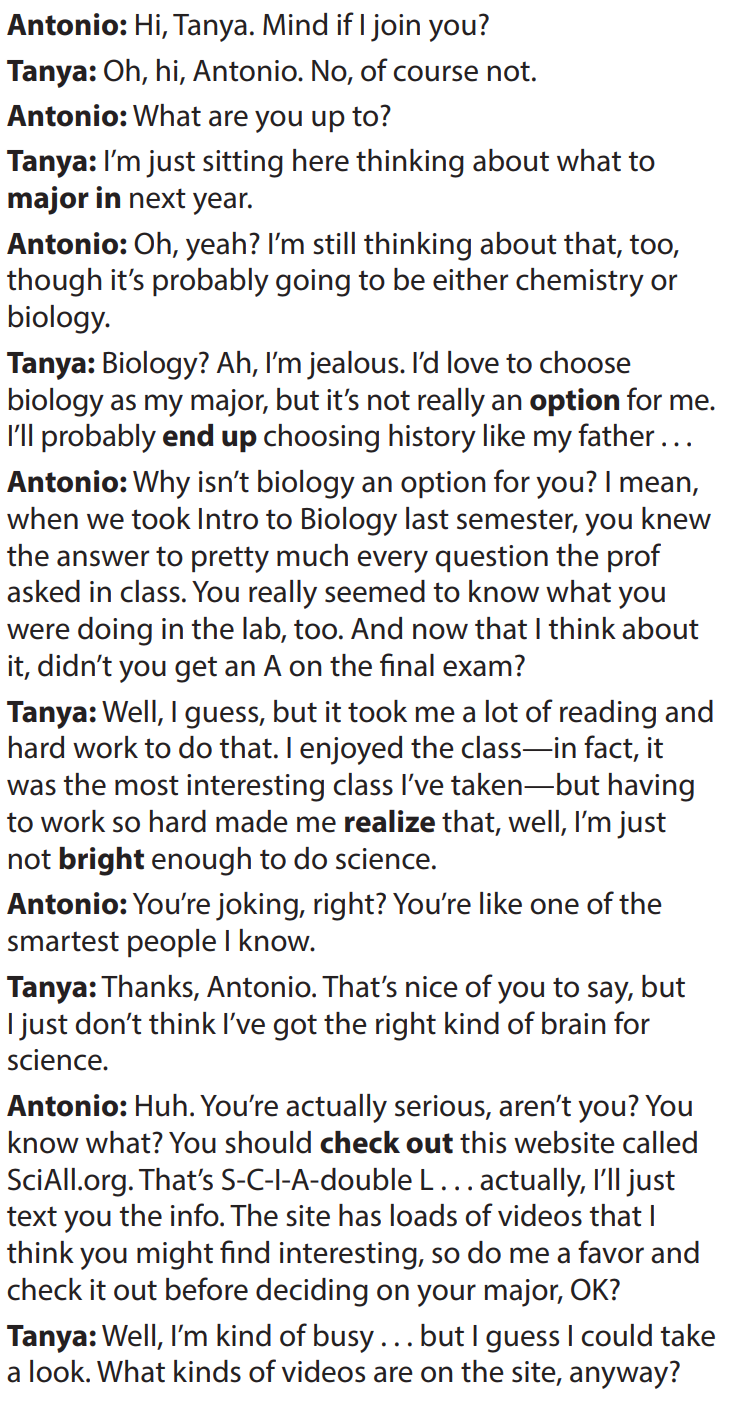 Antonio: Hi, Tanya. Mind if I join you?
Tanya: Oh, hi, Antonio. No, of course not.
Antonio: What are you up to?
Tanya: I’m just sitting here thinking about what to
major in next year.
Antonio: Oh, yeah? I’m still thinking about that, too,
though it’s probably going to be either chemistry or
biology.
Tanya: Biology? Ah, I’m jealous. I’d love to choose
biology as my major, but it’s not really an option for me.
I’ll probably end up choosing history like my father . . .
Antonio: Why isn’t biology an option for you? I mean,
when we took Intro to Biology last semester, you knew
the answer to pretty much every question the prof
asked in class. You really seemed to know what you
were doing in the lab, too. And now that I think about
it, didn’t you get an A on the final exam?
Tanya: Well, I guess, but it took me a lot of reading and
hard work to do that. I enjoyed the class—in fact, it
was the most interesting class I’ve taken—but having
to work so hard made me realize that, well, I’m just
not bright enough to do science.
Antonio: You’re joking, right? You’re like one of the
smartest people I know.
Tanya: Thanks, Antonio. That’s nice of you to say, but
I just don’t think I’ve got the right kind of brain for
science.
Antonio: Huh. You’re actually serious, aren’t you? You
know what? You should check out this website called
SciAll.org. That’s S-C-I-A-double L . . . actually, I’ll just
text you the info. The site has loads of videos that I
think you might find interesting, so do me a favor and
check it out before deciding on your major, OK?
Tanya: Well, I’m kind of busy . . . but I guess I could take
a look. What kinds of videos are on the site, anyway?